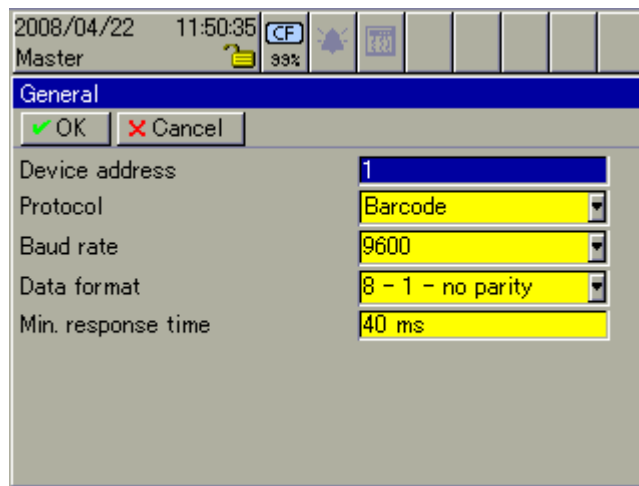 2008/04/22 11:50:35 CF
Master 99%
General
OK Cancel
Device address 1
Protocol Barcode
Baud rate 9600
Data format 8 - 1 - no parity
Min. response time 40 ms